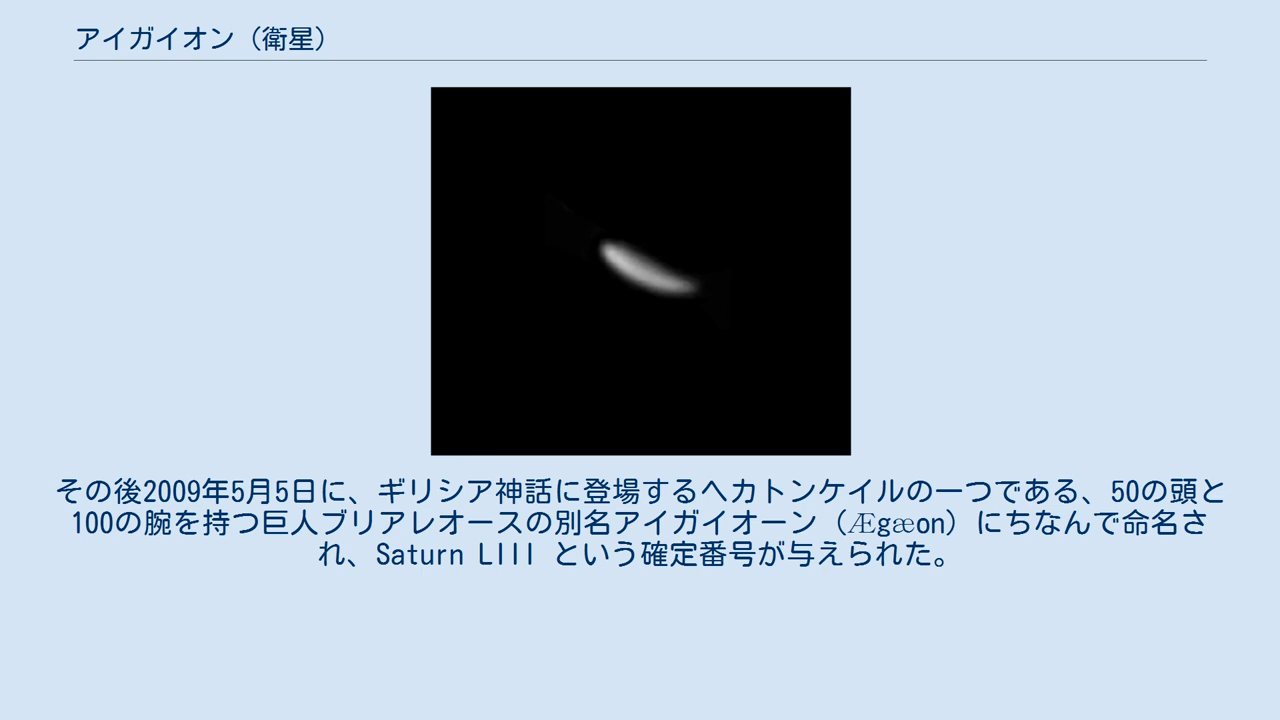 アイガイオン（衛星）
その後2009年5月5日に、ギリシア神話に登場するヘカトンケイルの一つである、50の頭と
100の腕を持つ巨人ブリアレオースの別名アイガイオーン（Ægæon）にちなんで命名さ
れ、Saturn LIII という確定番号が与えられた。